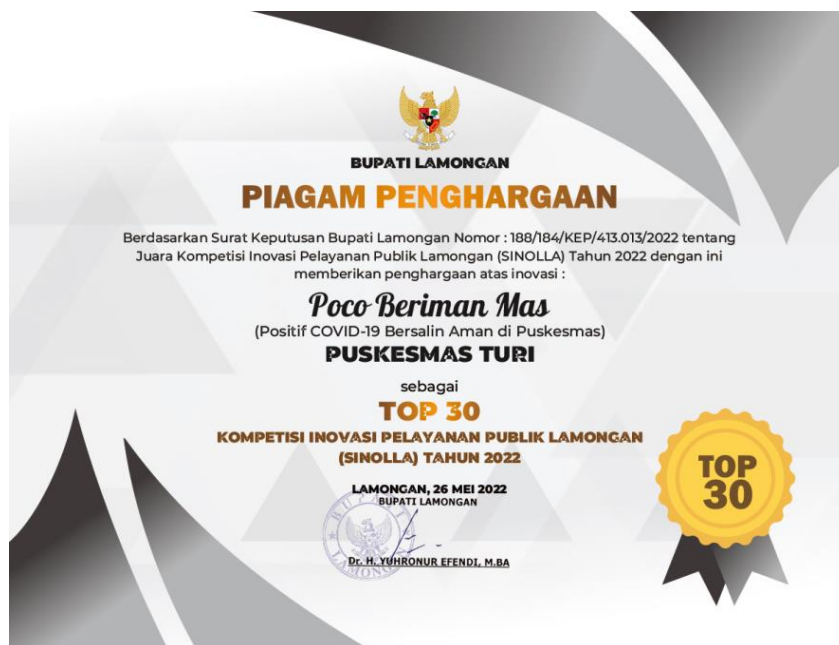 BUPATI LAMONGAN
PIAGAM PENGHARGAAN
Berdasarkan Surat Keputusan Bupati Lamongan Nomor : 188/184/KEP/413.013/2022 tentang
Juara Kompetisi Inovasi Pelayanan Publik Lamongan (SINOLLA) Tahun 2022 dengan ini
memberikan penghargaan atas inovasi :
Poco Beriman Mas
(Positif COVID-19 Bersalin Aman di Puskesmas)
PUSKESMAS TURI
sebagai
TOP 30
KOMPETISI INOVASI PELAYANAN PUBLIK LAMONGAN
(SINOLLA) TAHUN 2022
TOP
30
LAMONGAN, 26 MEI 2022
BUPATI LAMONGAN
BUPATI
LAMONGAN
Dr. H. YUHRONUR EFENDI, M.BA